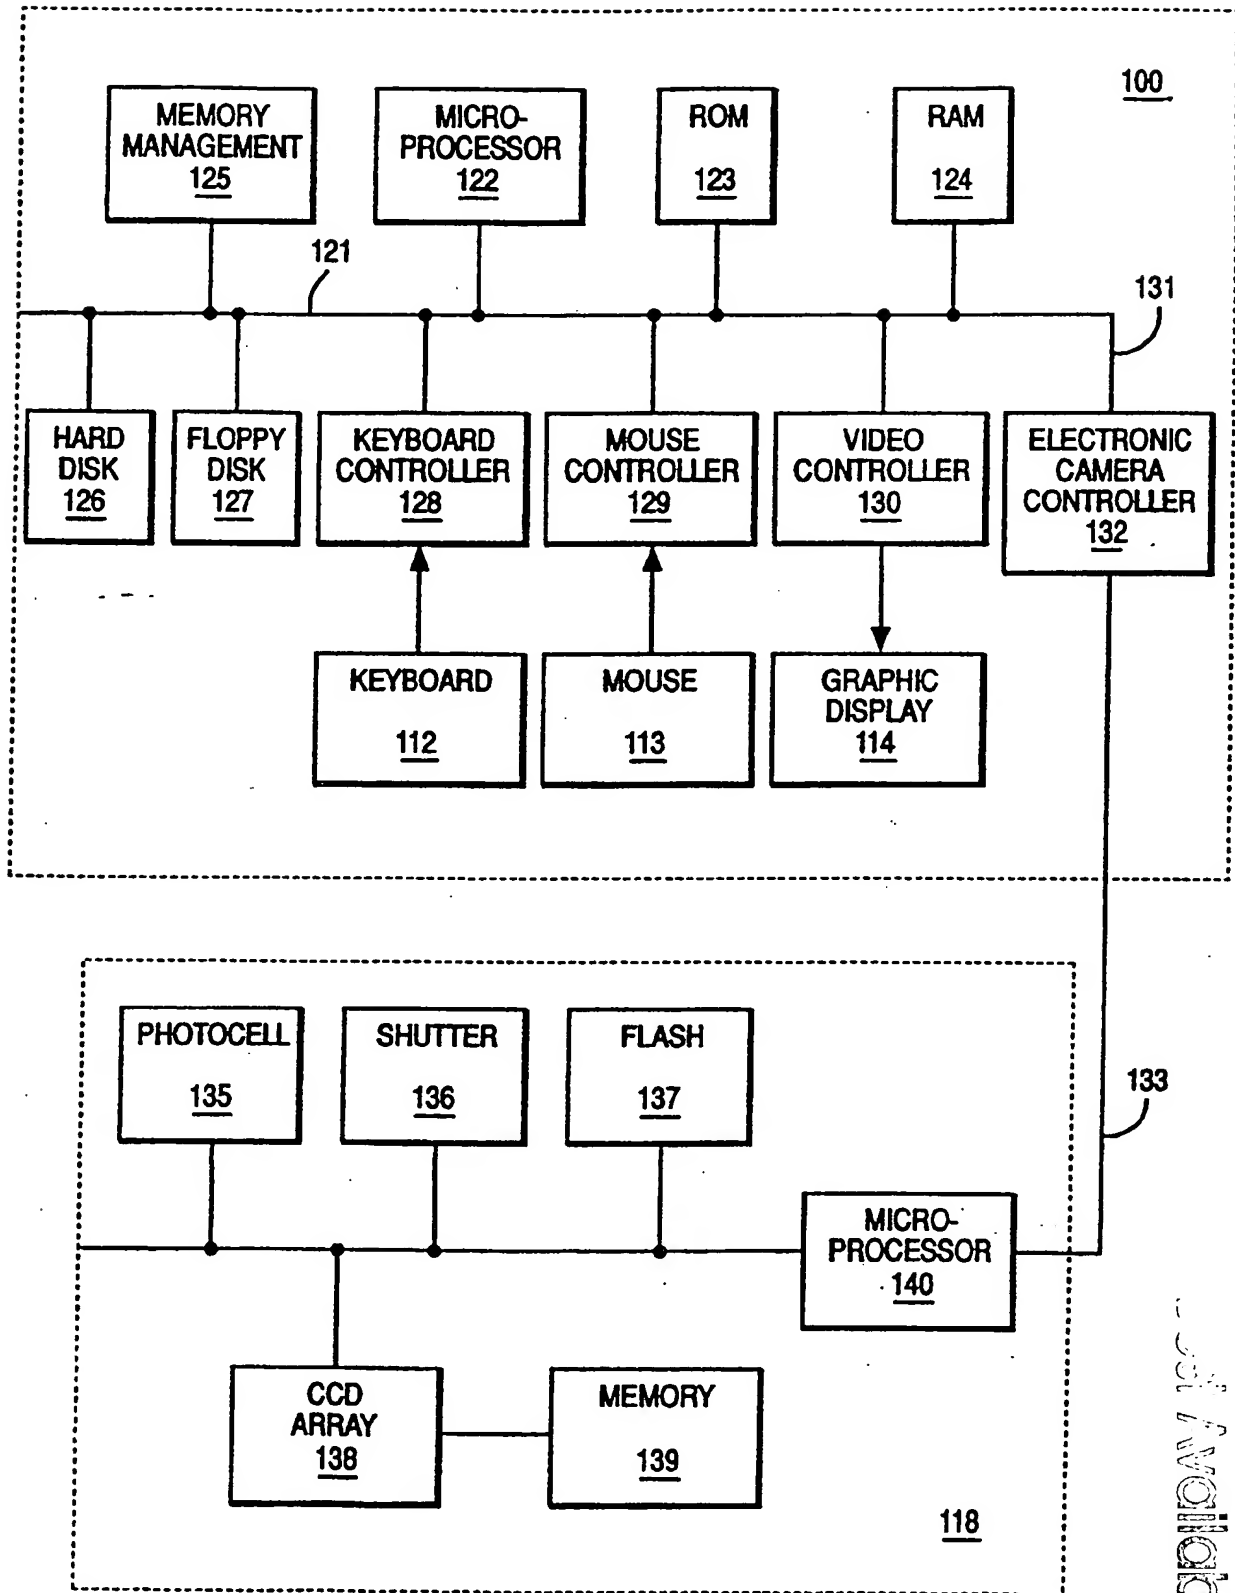 100
MEMORY
MANAGEMENT
125
MICRO-
PROCESSOR
122
ROM
123
RAM
124
121
131
HARD
DISK
126
FLOPPY
DISK
127
KEYBOARD
CONTROLLER
128
MOUSE
CONTROLLER
129
VIDEO
CONTROLLER
130
ELECTRONIC
CAMERA
CONTROLLER
132
KEYBOARD
112
MOUSE
113
GRAPHIC
DISPLAY
114
PHOTOCELL
135
SHUTTER
136
FLASH
137
133
MICRO-
PROCESSOR
140
CCD
ARRAY
138
MEMORY
139
118